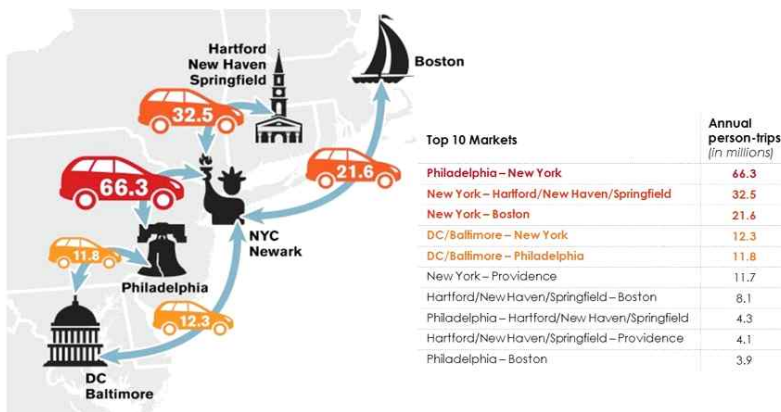 Hartford
New Haven
Springfield
Boston
32.5
66.3
21.6
NYC
Newark
11.8
Philadelphia
12.3
DC
Baltimore
Top 10 Markets
Annual
person-trips
(in millions)
Philadelphia – New York 66.3
New York – Hartford/New Haven/Springfield 32.5
New York – Boston 21.6
DC/Baltimore – New York 12.3
DC/Baltimore – Philadelphia 11.8
New York – Providence 11.7
Hartford/New Haven/Springfield – Boston 8.1
Philadelphia – Hartford/New Haven/Springfield 4.3
Hartford/New Haven/Springfield – Providence 4.1
Philadelphia – Boston 3.9